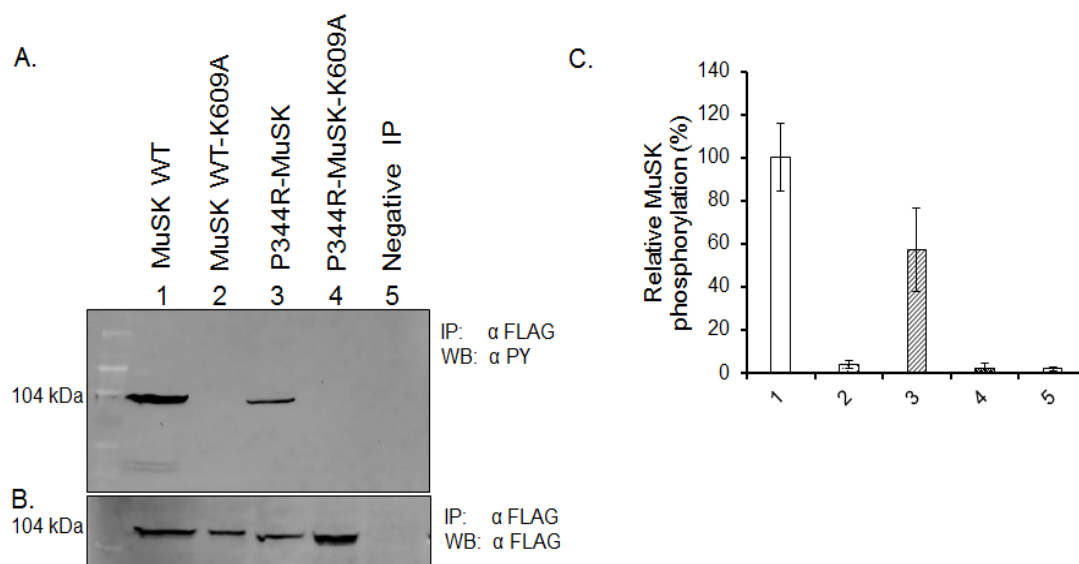 A.
MuSK WT
MuSK WT-K609A
P344R-MuSK
P344R-MuSK-K609A
Negative IP
1 2 3 4 5
104 kDa
IP: α FLAG
WB: α PY
B.
104 kDa
IP: α FLAG
WB: α FLAG
C.
Relative MuSK
phosphorylation (%)
140
120
100
80
60
40
20
0
1 2 3 4 5